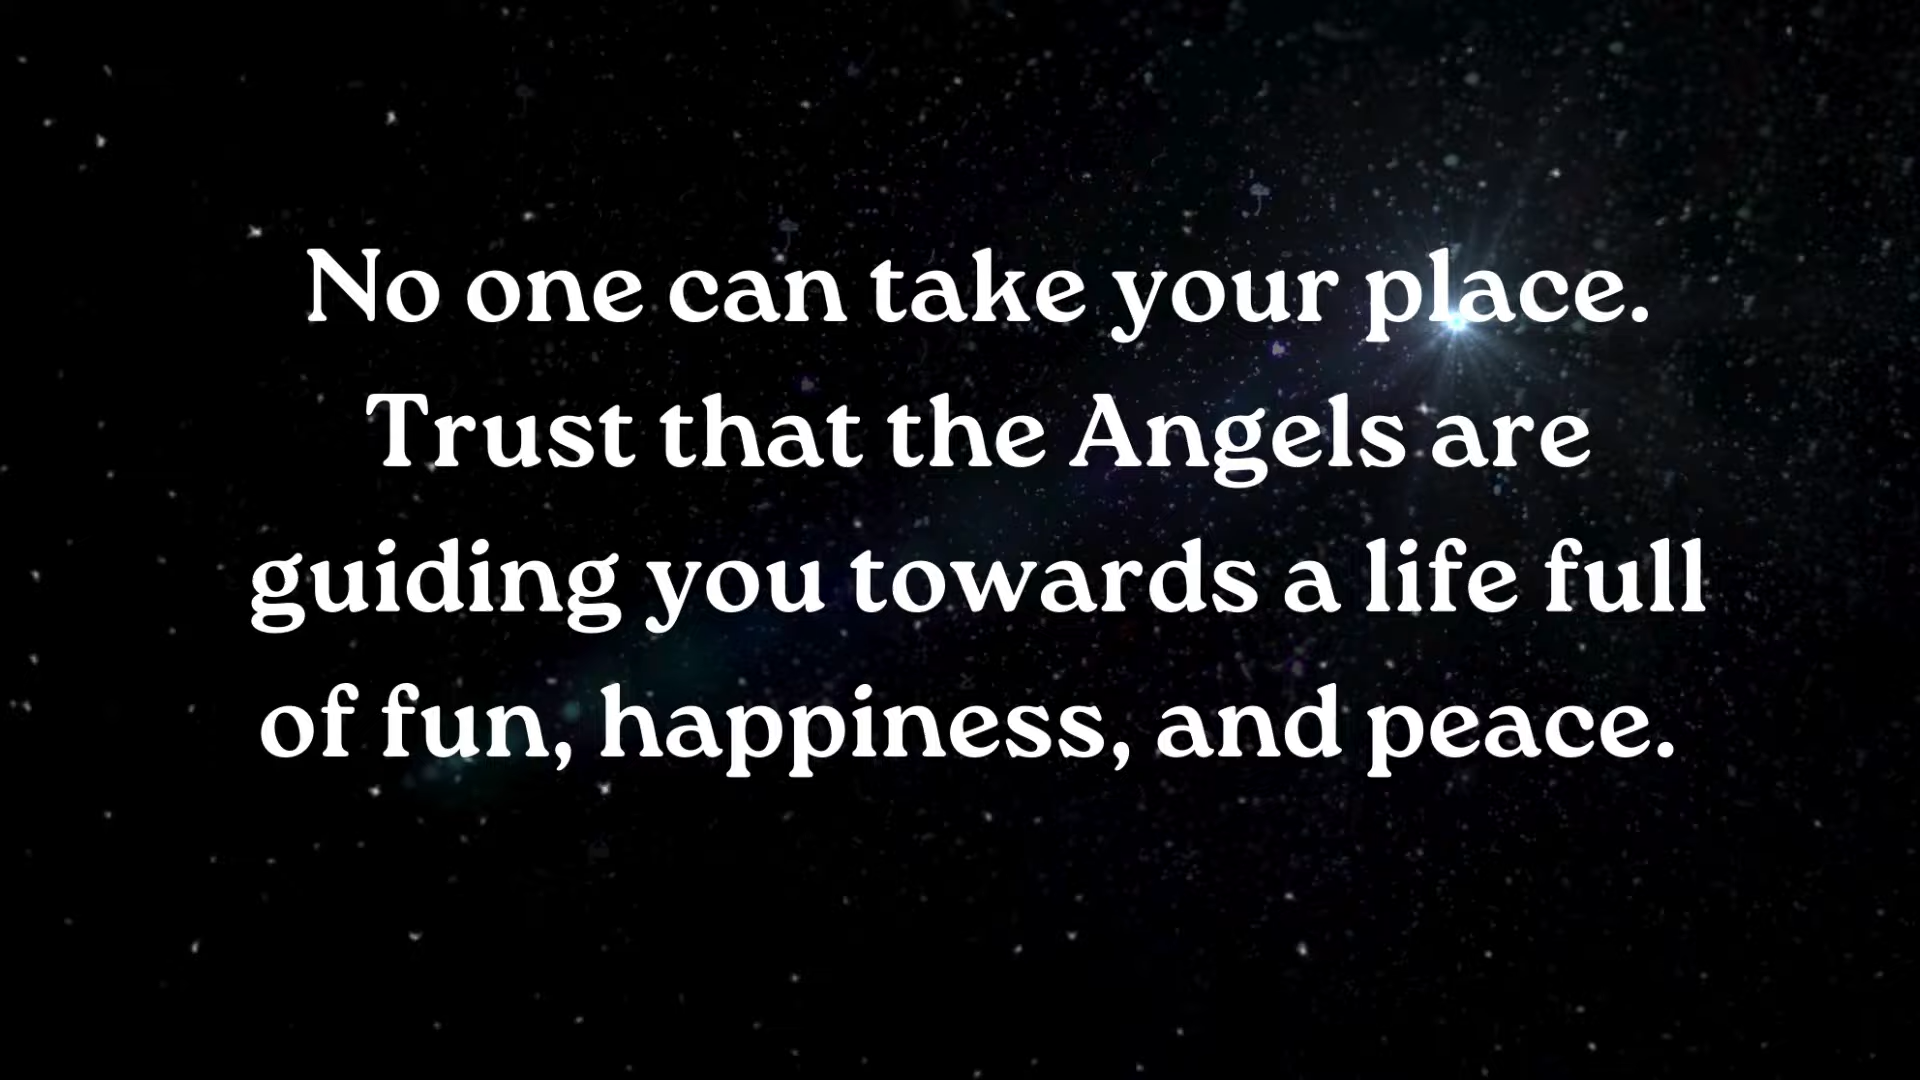 No one can take your place.
Trust that the Angels are
guiding you towards a life full
of fun, happiness, and peace.